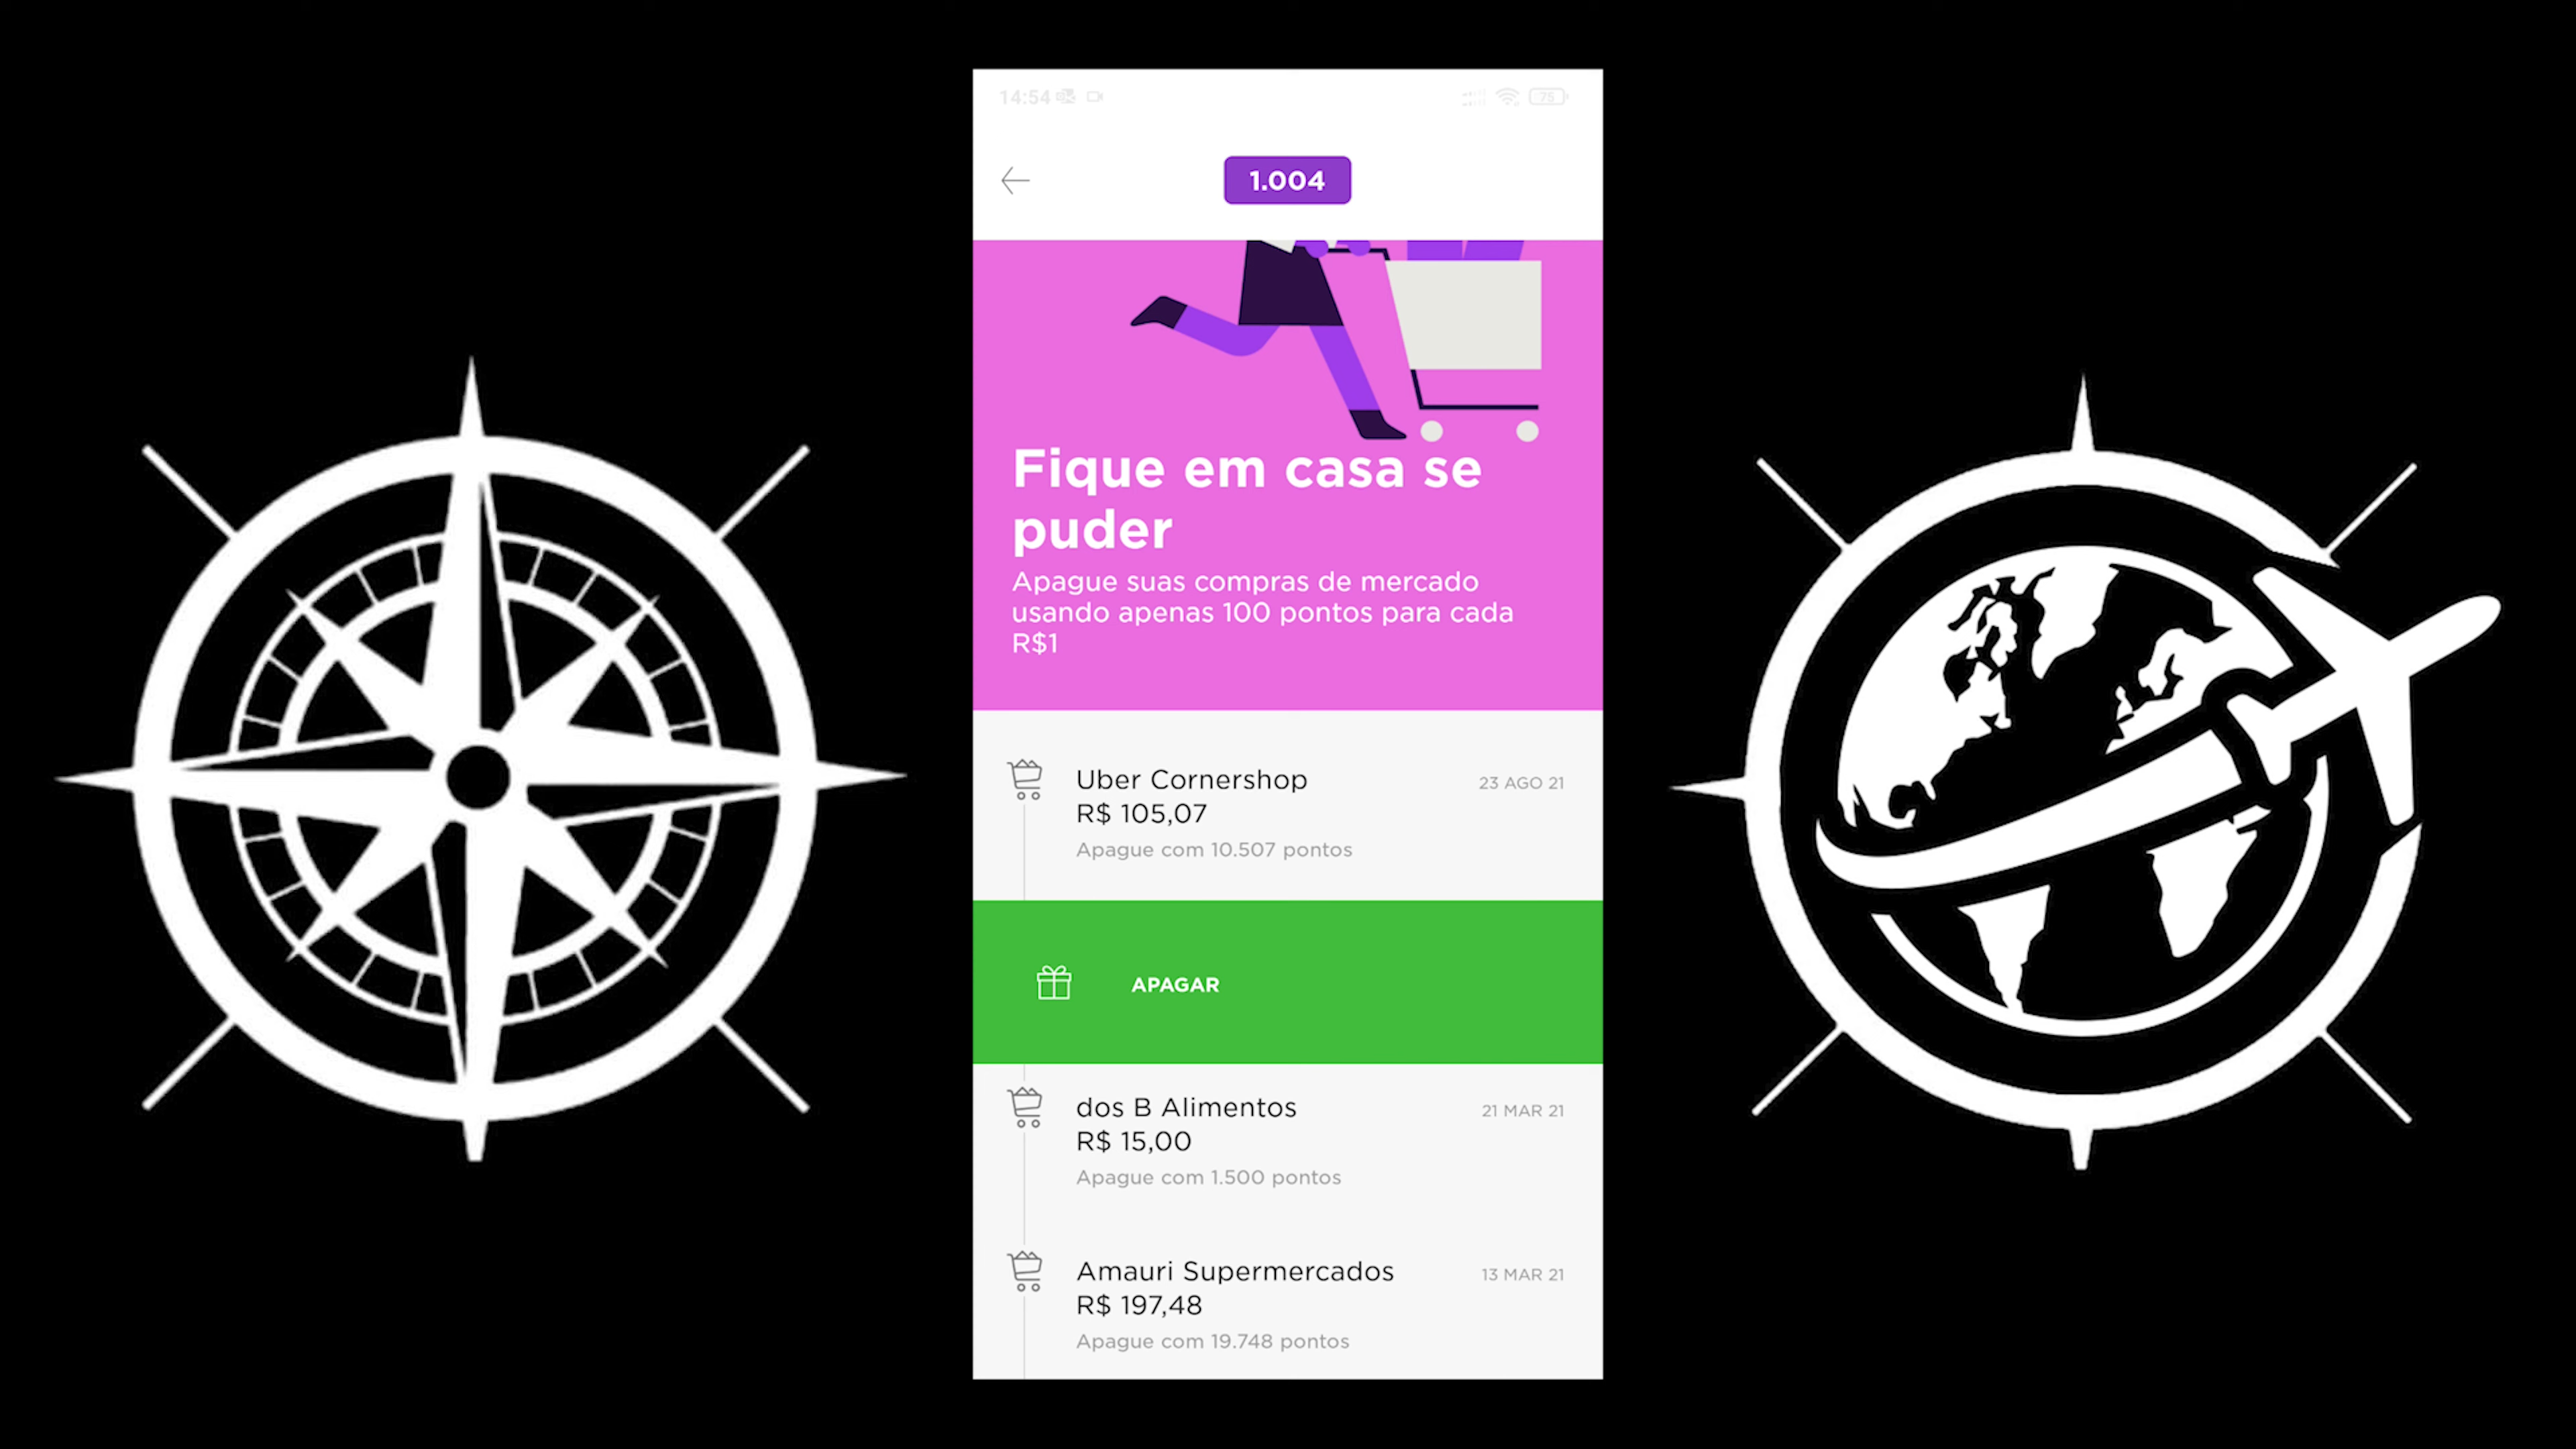 14:54
75
1.004
Fique em casa se
puder
Apague suas compras de mercado
usando apenas 100 pontos para cada
R$1
Uber Cornershop
23 AGO 21
R$ 105,07
Apague com 10.507 pontos
APAGAR
dos B Alimentos
21 MAR 21
R$ 15,00
Apague com 1.500 pontos
Amauri Supermercados
13 MAR 21
R$ 197,48
Apague com 19.748 pontos